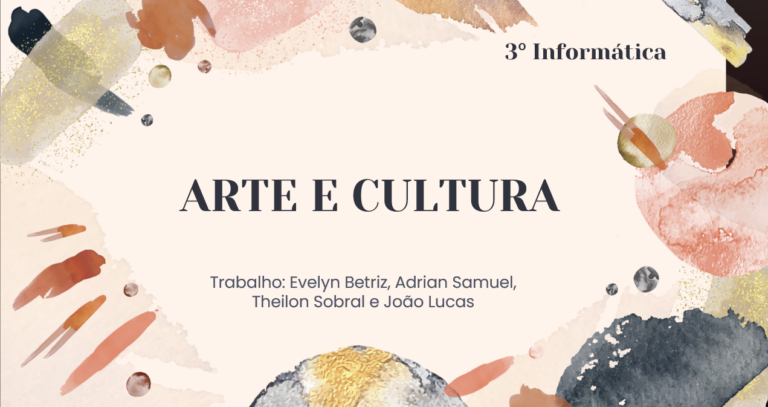 3° Informática
ARTE E CULTURA
Trabalho: Evelyn Betriz, Adrian Samuel,
Theilon Sobral e João Lucas